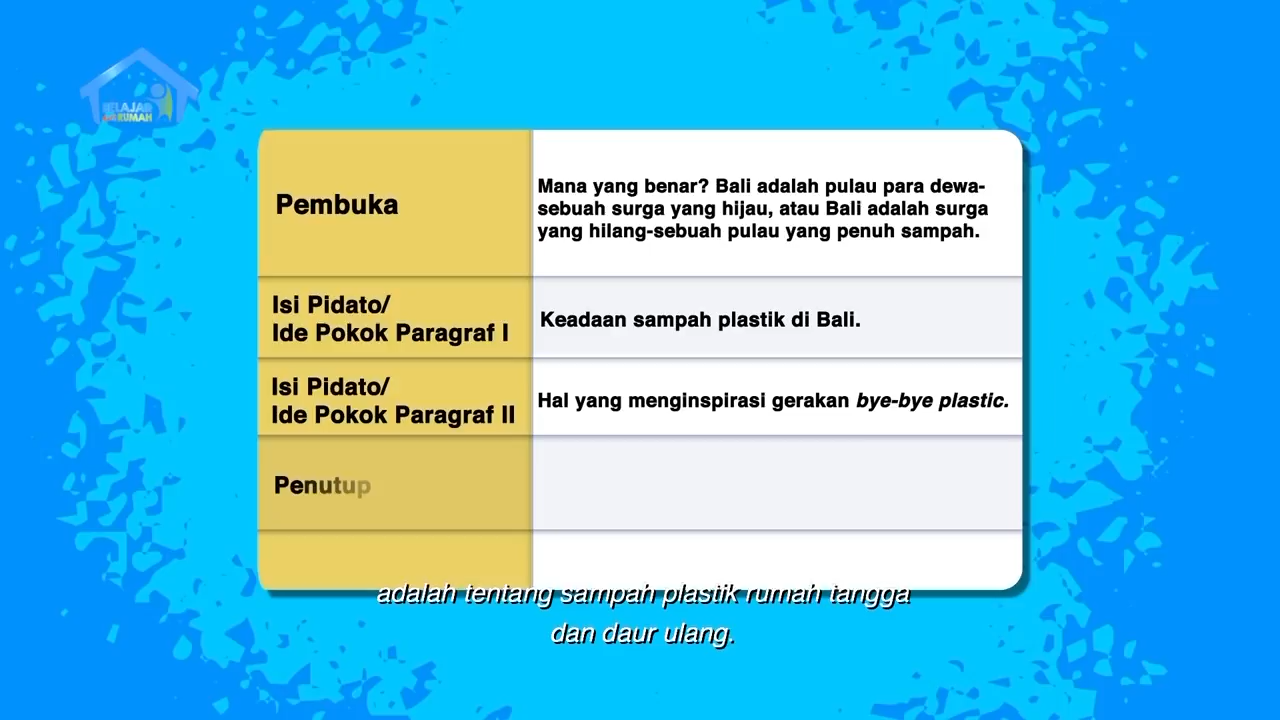 BELAJAR
dari RUMAH
Pembuka
Mana yang benar? Bali adalah pulau para dewa-
sebuah surga yang hijau, atau Bali adalah surga
yang hilang-sebuah pulau yang penuh sampah.
Isi Pidato/
Ide Pokok Paragraf I
Keadaan sampah plastik di Bali.
Isi Pidato/
Ide Pokok Paragraf II
Hal yang menginspirasi gerakan bye-bye plastic.
Penutup
adalah tentang sampah plastik rumah tangga
dan daur ulang.